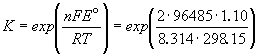 K = exp(nFE°/RT) = exp(2·96485·1.10/8.314·298.15)